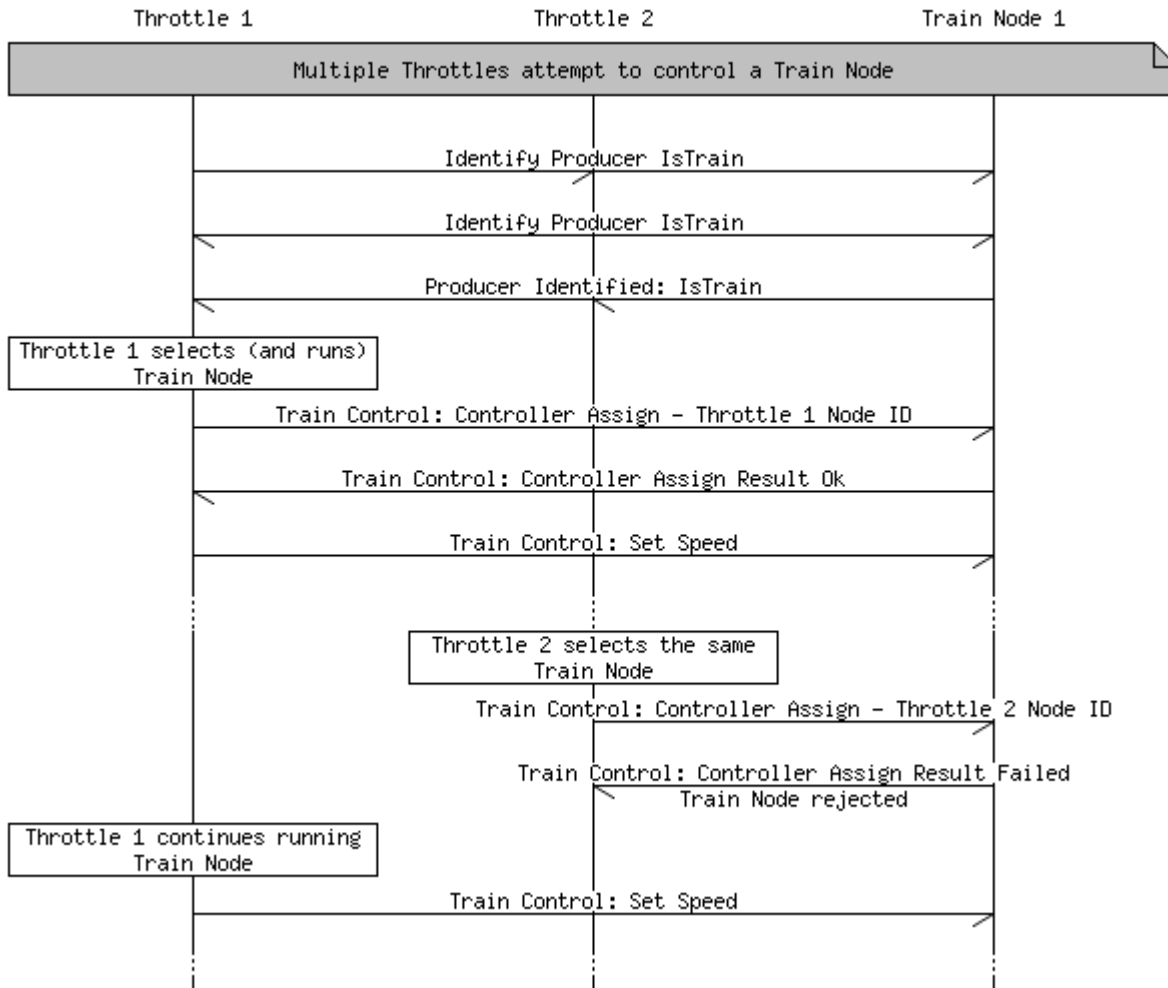 Throttle 1
Throttle 2
Train Node 1
Multiple Throttles attempt to control a Train Node
Identify Producer IsTrain
Identify Producer IsTrain
Producer Identified: IsTrain
Throttle 1 selects (and runs)
Train Node
Train Control: Controller Assign – Throttle 1 Node ID
Train Control: Controller Assign Result Ok
Train Control: Set Speed
Throttle 2 selects the same
Train Node
Train Control: Controller Assign – Throttle 2 Node ID
Train Control: Controller Assign Result Failed
Train Node rejected
Throttle 1 continues running
Train Node
Train Control: Set Speed